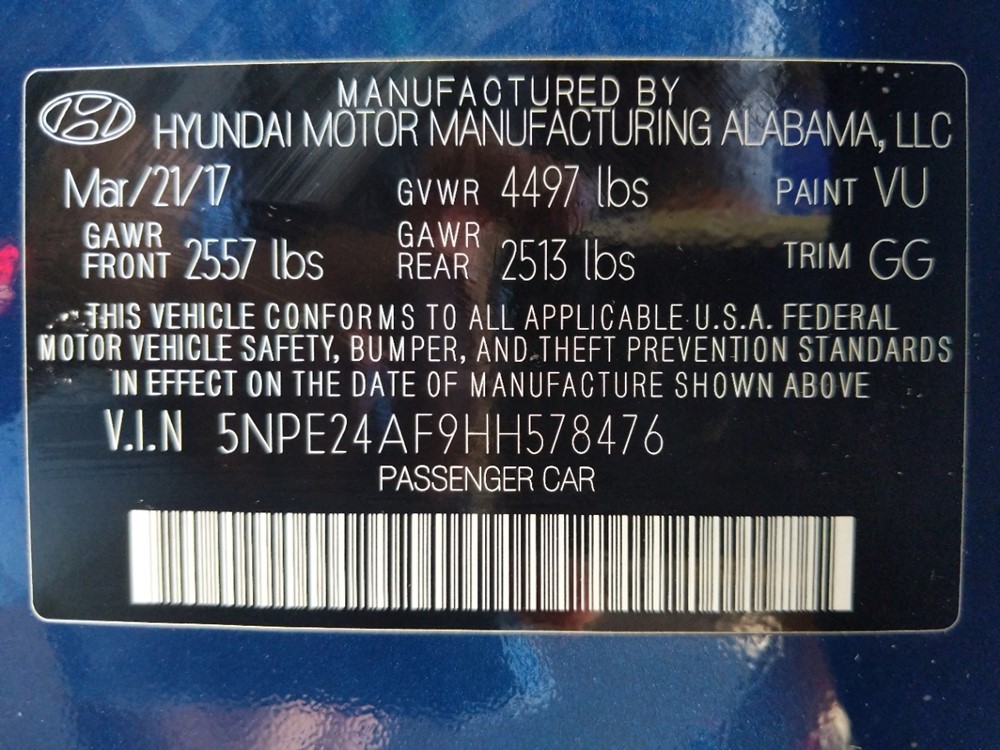 MANUFACTURED BY
HYUNDAI MOTOR MANUFACTURING ALABAMA, LLC
Mar/21/17 GVWR 4497 lbs PAINT VU
GAWR FRONT 2557 lbs GAWR REAR 2513 lbs TRIM GG
THIS VEHICLE CONFORMS TO ALL APPLICABLE U.S.A. FEDERAL
MOTOR VEHICLE SAFETY, BUMPER, AND THEFT PREVENTION STANDARDS
IN EFFECT ON THE DATE OF MANUFACTURE SHOWN ABOVE
V.I.N 5NPE24AF9HH578476
PASSENGER CAR